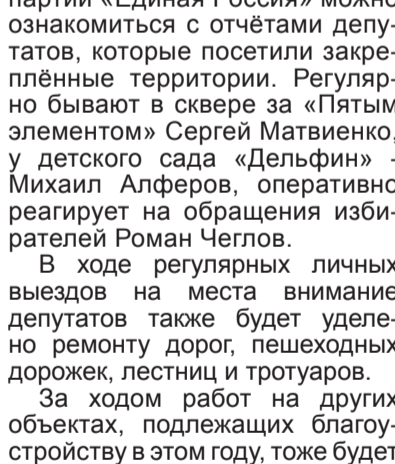 партии «Единая Россия» можно
ознакомиться с отчётами депу-
татов, которые посетили закре-
плённые территории. Регуляр-
но бывают в сквере за «Пятым
элементом» Сергей Матвиенко,
у детского сада «Дельфин» -
Михаил Алферов, оперативно
реагирует на обращения изби-
рателей Роман Чеглов.
В ходе регулярных личных
выездов на места внимание
депутатов также будет уделе-
но ремонту дорог, пешеходных
дорожек, лестниц и тротуаров.
За ходом работ на других
объектах, подлежащих благоу-
стройству в этом году, тоже будет